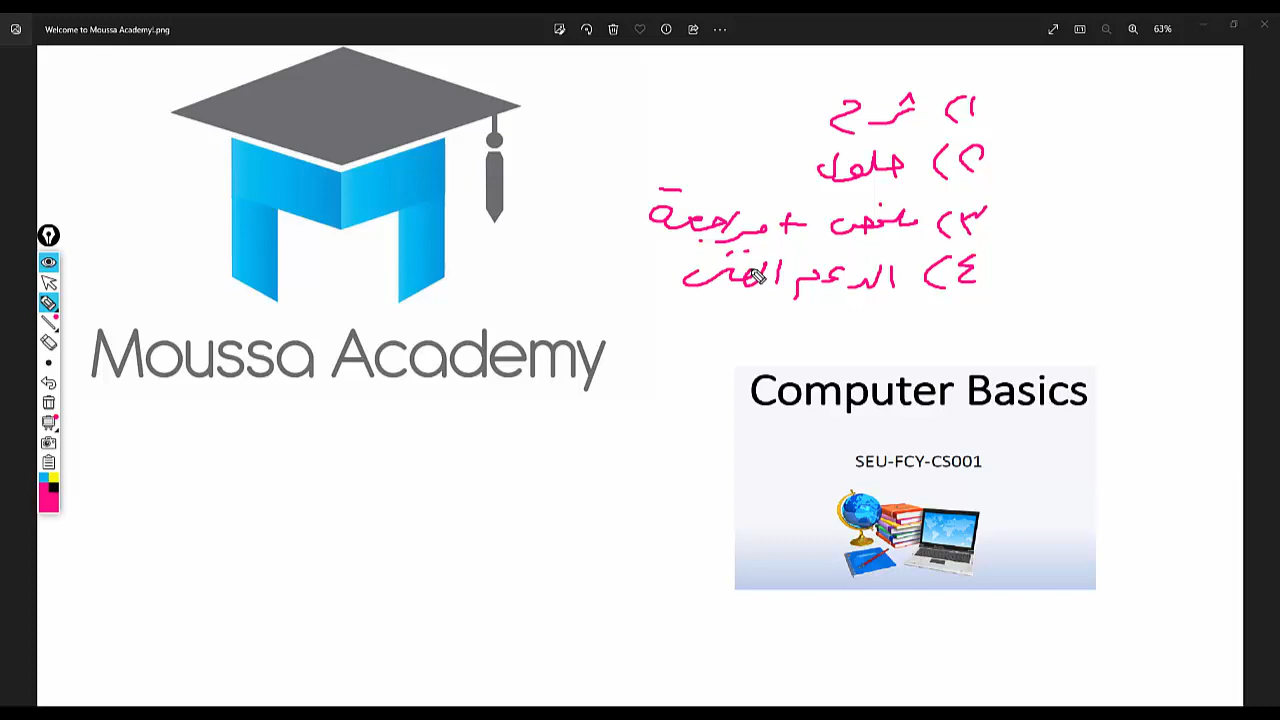 Welcome to Moussa Academy!.png
63%
١) شرح
٢) حلول
٣) ملخص + مراجعة
٤) الدعم الفني
Moussa Academy
Computer Basics
SEU-FCY-CS001